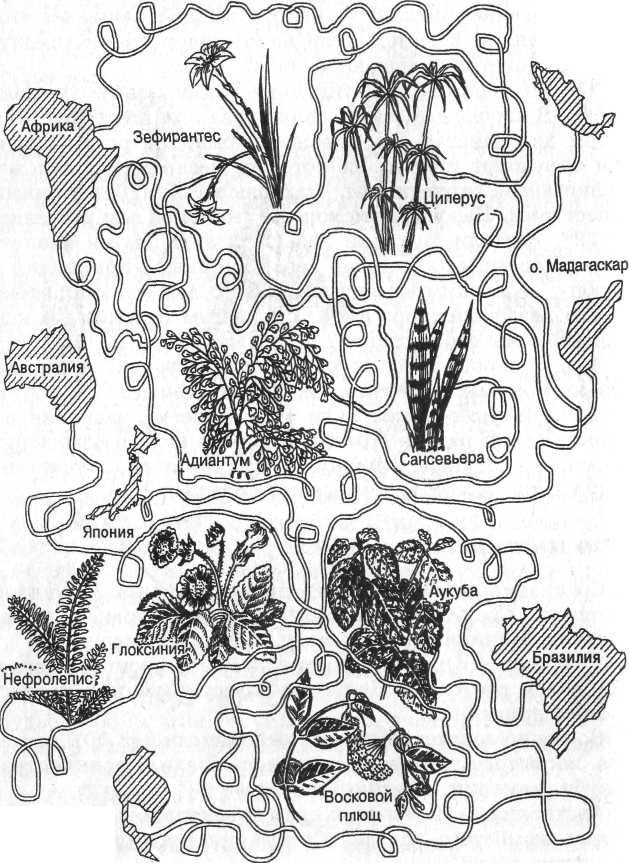 Африка
Зефирантес
Циперус
о. Мадагаскар
Австралия
Адиантум
Сансевьера
Япония
Аукуба
Глоксиния
Бразилия
Нефролепис
Восковой
плющ